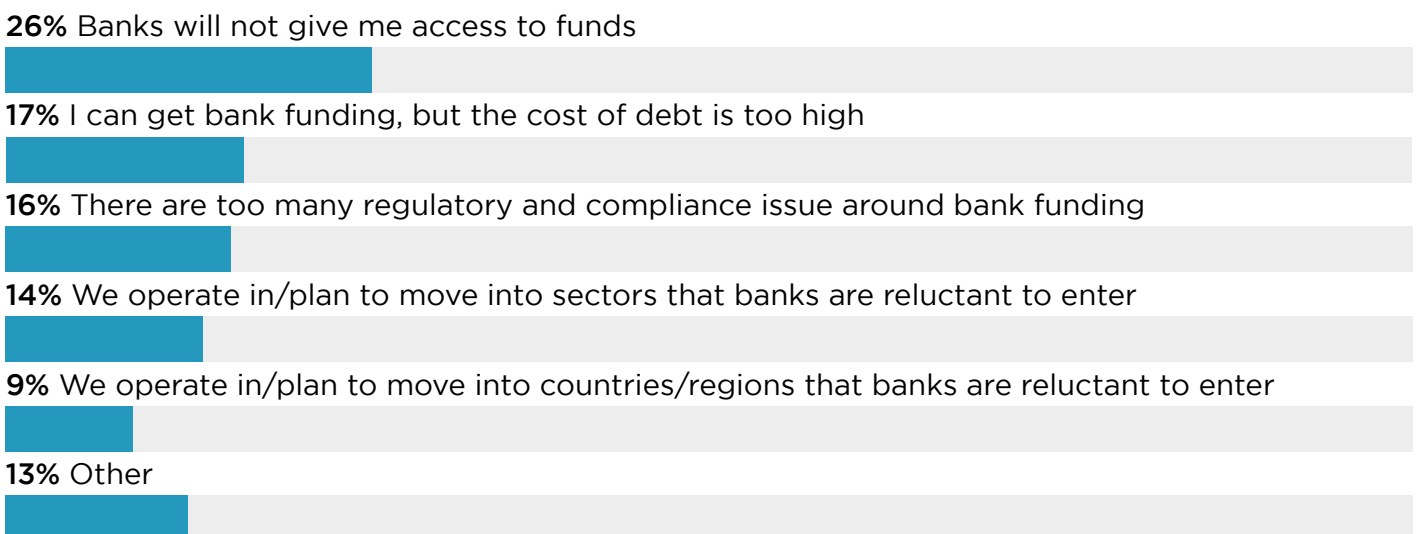 26% Banks will not give me access to funds
17% I can get bank funding, but the cost of debt is too high
16% There are too many regulatory and compliance issue around bank funding
14% We operate in/plan to move into sectors that banks are reluctant to enter
9% We operate in/plan to move into countries/regions that banks are reluctant to enter
13% Other